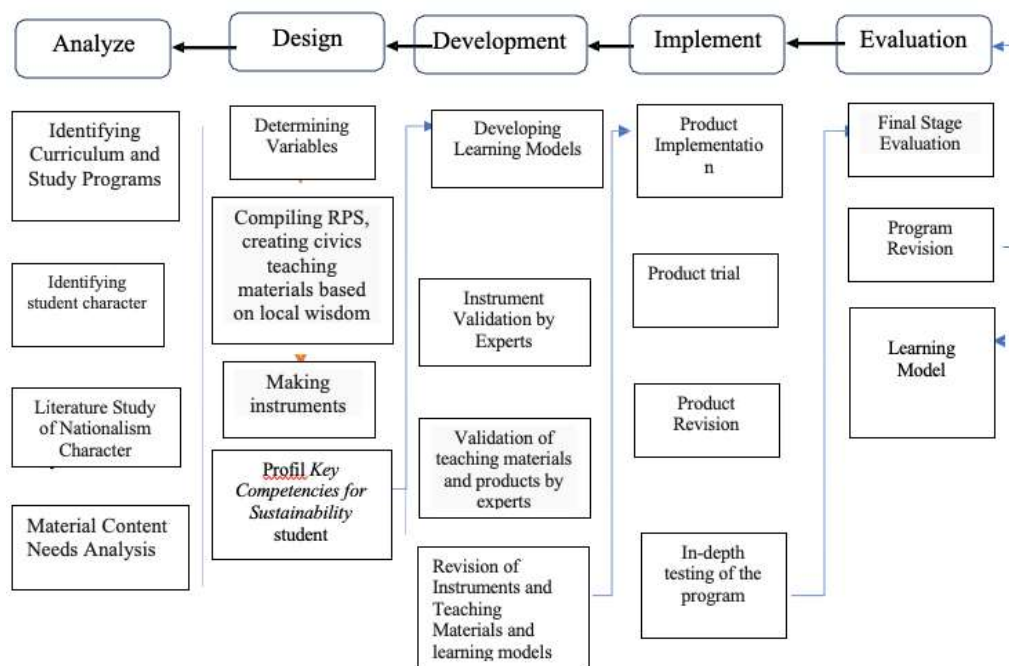 Analyze
Design
Development
Implement
Evaluation
Identifying
Curriculum and
Study Programs
Identifying
student character
Literature Study
of Nationalism
Character
Material Content
Needs Analysis
Determining
Variables
Compiling RPS,
creating civics
teaching
materials based
on local wisdom
Making
instruments
Profil Key
Competencies for
Sustainability
student
Developing
Learning Models
Instrument
Validation by
Experts
Validation of
teaching materials
and products by
experts
Revision of
Instruments and
Teaching
Materials and
learning models
Product
Implementatio
n
Product trial
Product
Revision
In-depth
testing of the
program
Final Stage
Evaluation
Program
Revision
Learning
Model